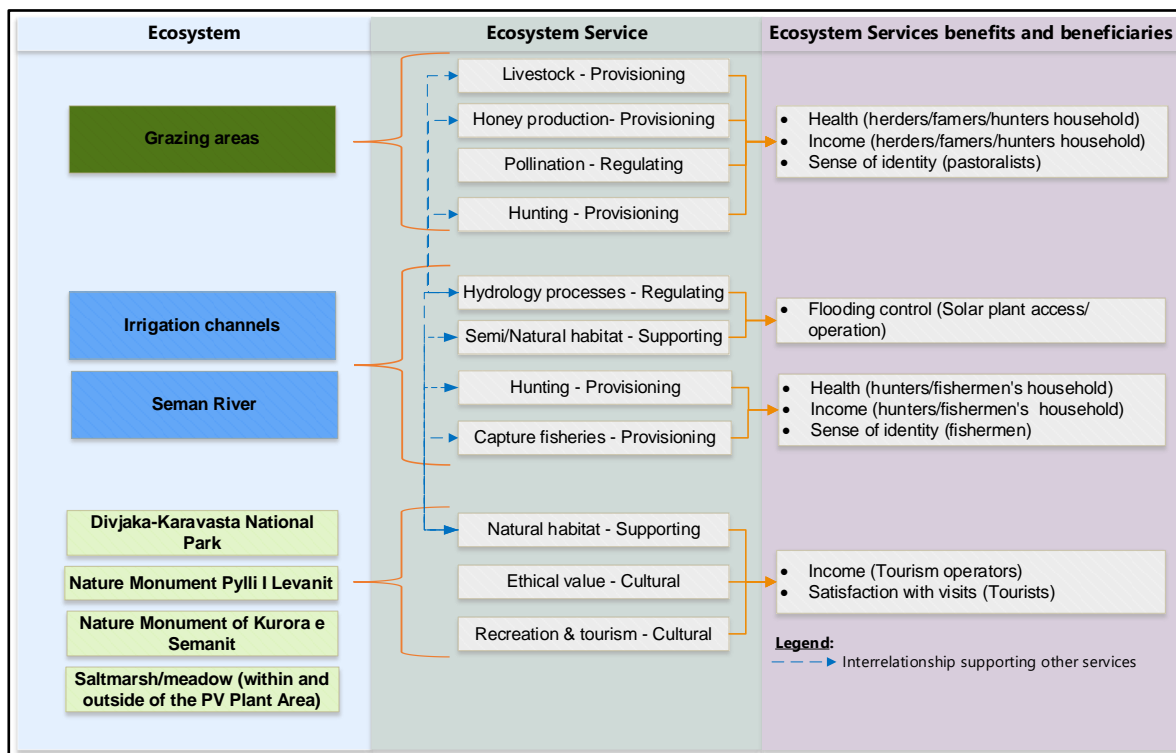 Ecosystem
Ecosystem Service
Ecosystem Services benefits and beneficiaries
Grazing areas
Livestock - Provisioning
Honey production- Provisioning
Pollination - Regulating
Hunting - Provisioning
• Health (herders/famers/hunters household)
• Income (herders/famers/hunters household)
• Sense of identity (pastoralists)
Irrigation channels
Seman River
Hydrology processes - Regulating
Semi/Natural habitat - Supporting
Hunting - Provisioning
Capture fisheries - Provisioning
• Flooding control (Solar plant access/
operation)
• Health (hunters/fishermen's household)
• Income (hunters/fishermen's household)
• Sense of identity (fishermen)
Divjaka-Karavasta National
Park
Nature Monument Pylli I Levanit
Nature Monument of Kurora e
Semanit
Saltmarsh/meadow (within and
outside of the PV Plant Area)
Natural habitat - Supporting
Ethical value - Cultural
Recreation & tourism - Cultural
• Income (Tourism operators)
• Satisfaction with visits (Tourists)
Legend:
Interrelationship supporting other services